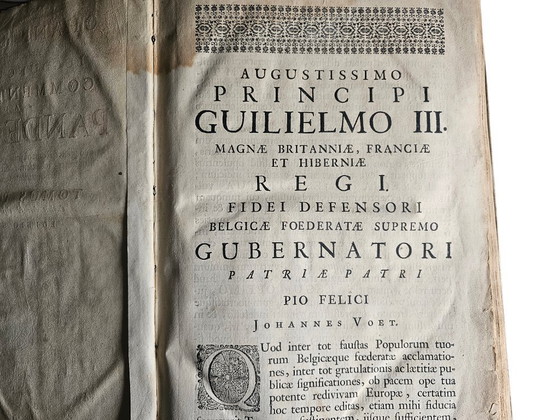 AUGUSTISSIMO
PRINCIPI
GUILIELMO III.
MAGNÆ BRITANNIÆ, FRANCIÆ
ET HIBERNIÆ
REGI.
FIDEI DEFENSORI
BELGICÆ FOEDERATÆ SUPREMO
GUBERNATORI
PATRIÆ PATRI
PIO FELICI
JOHANNES VOET.
QUod inter tot faustas Populorum tuo-
rum Belgicæque fœderatæ acclamatio-
nes, inter tot gratulationis ac lætitiæ pu-
blicæ significationes, ob pacem ope tua
potente redivivam Europæ, certatim
hoc tempore editas, etiam mihi fiducia